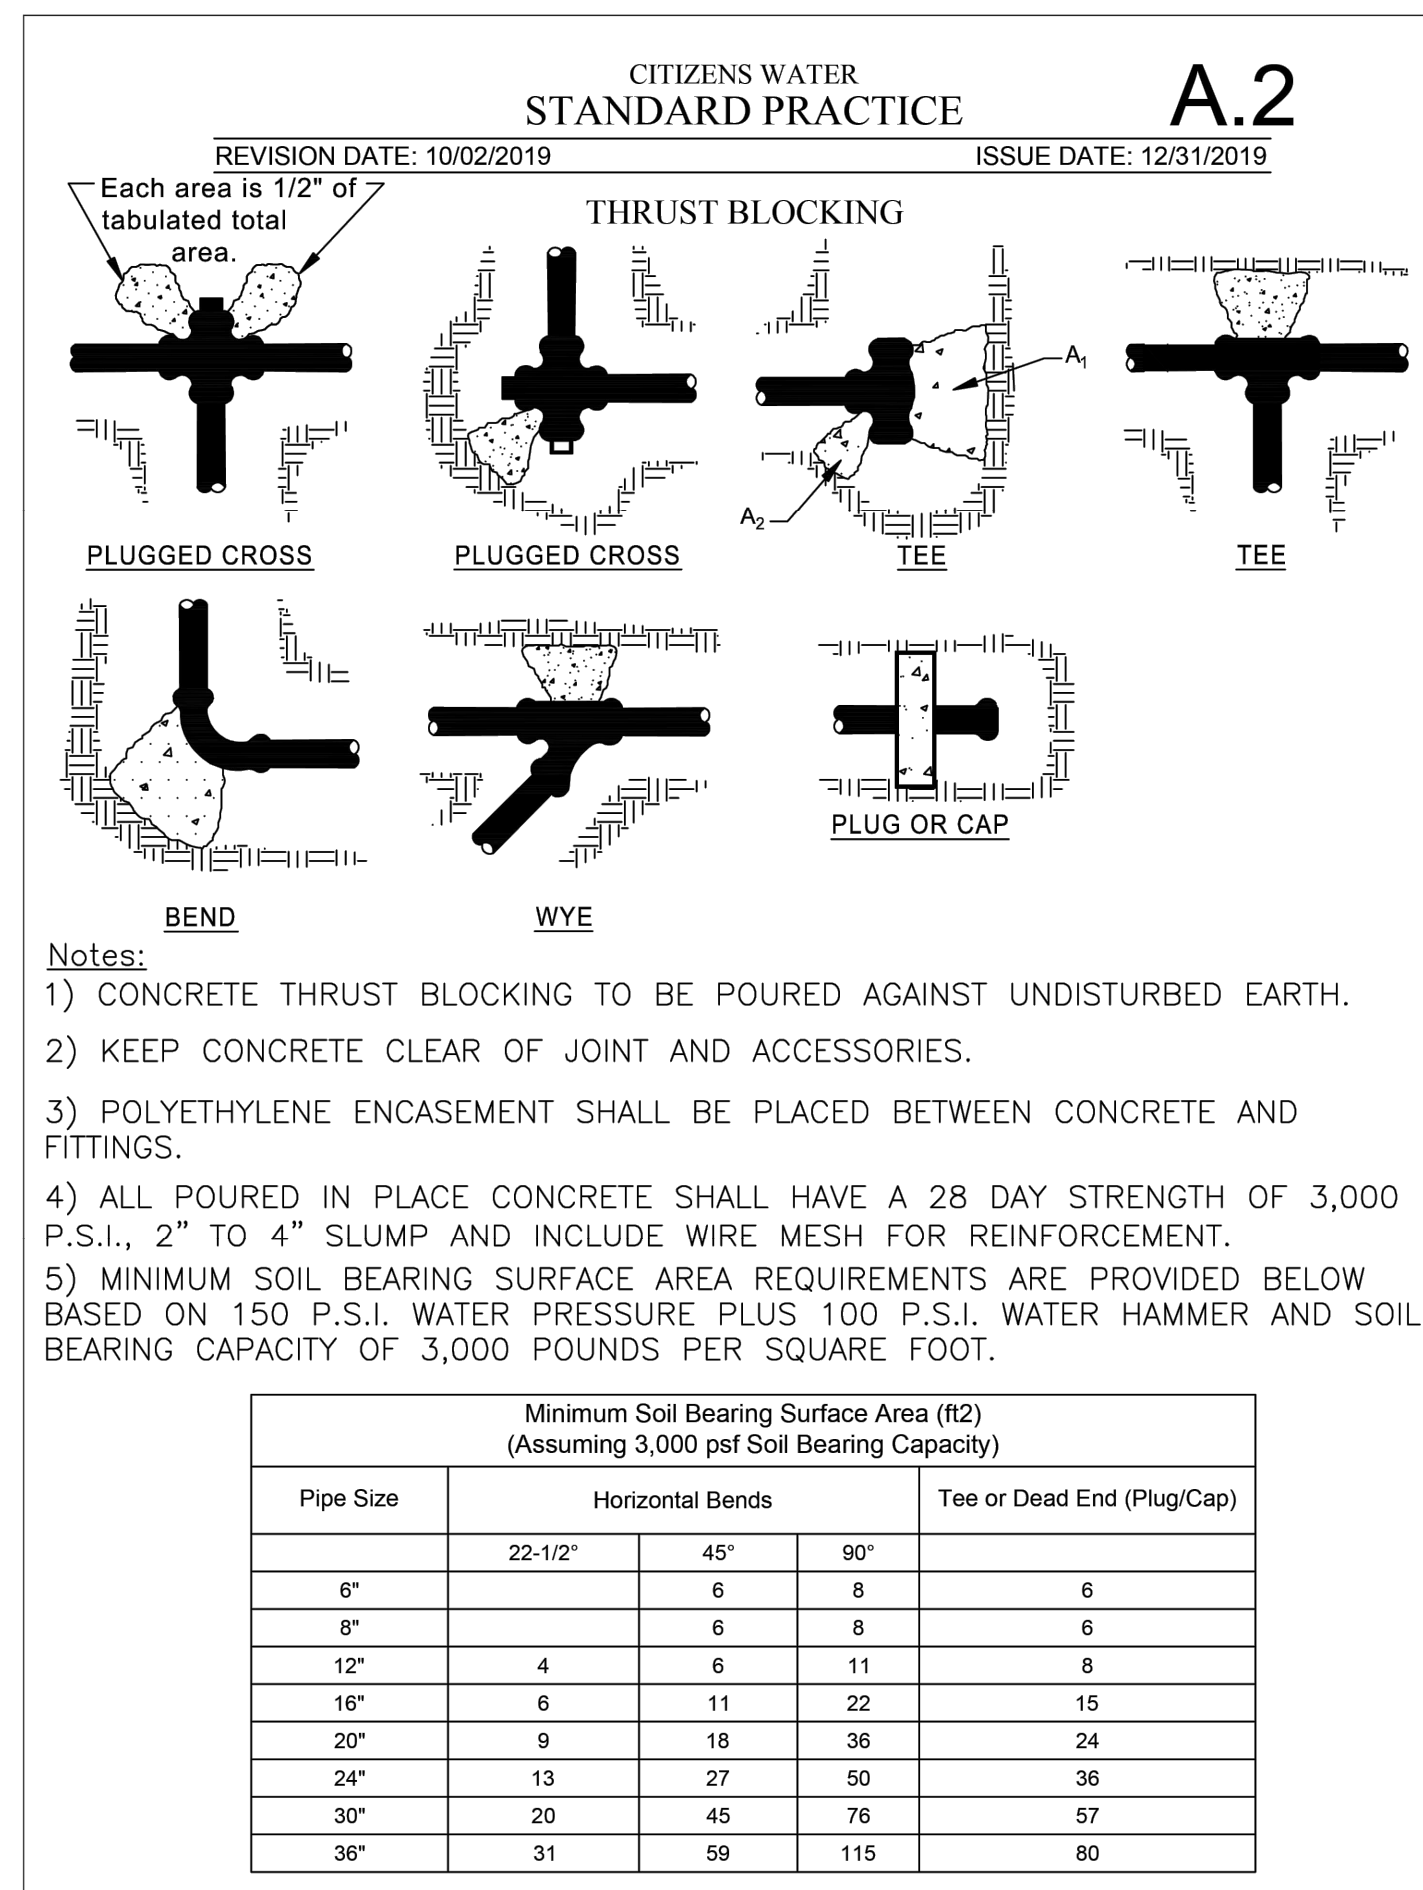 CITIZENS WATER
STANDARD PRACTICE
A.2
REVISION DATE: 10/02/2019
ISSUE DATE: 12/31/2019
Each area is 1/2" of
tabulated total
area.
THRUST BLOCKING
A1
A2
PLUGGED CROSS
PLUGGED CROSS
TEE
TEE
BEND
WYE
PLUG OR CAP
Notes:
1) CONCRETE THRUST BLOCKING TO BE POURED AGAINST UNDISTURBED EARTH.
2) KEEP CONCRETE CLEAR OF JOINT AND ACCESSORIES.
3) POLYETHYLENE ENCASEMENT SHALL BE PLACED BETWEEN CONCRETE AND
FITTINGS.
4) ALL POURED IN PLACE CONCRETE SHALL HAVE A 28 DAY STRENGTH OF 3,000
P.S.I., 2” TO 4” SLUMP AND INCLUDE WIRE MESH FOR REINFORCEMENT.
5) MINIMUM SOIL BEARING SURFACE AREA REQUIREMENTS ARE PROVIDED BELOW
BASED ON 150 P.S.I. WATER PRESSURE PLUS 100 P.S.I. WATER HAMMER AND SOIL
BEARING CAPACITY OF 3,000 POUNDS PER SQUARE FOOT.
Minimum Soil Bearing Surface Area (ft2)
(Assuming 3,000 psf Soil Bearing Capacity)
Pipe Size Horizontal Bends Tee or Dead End (Plug/Cap)
22-1/2° 45° 90°
6" 6 8 6
8" 6 8 6
12" 4 6 11 8
16" 6 11 22 15
20" 9 18 36 24
24" 13 27 50 36
30" 20 45 76 57
36" 31 59 115 80